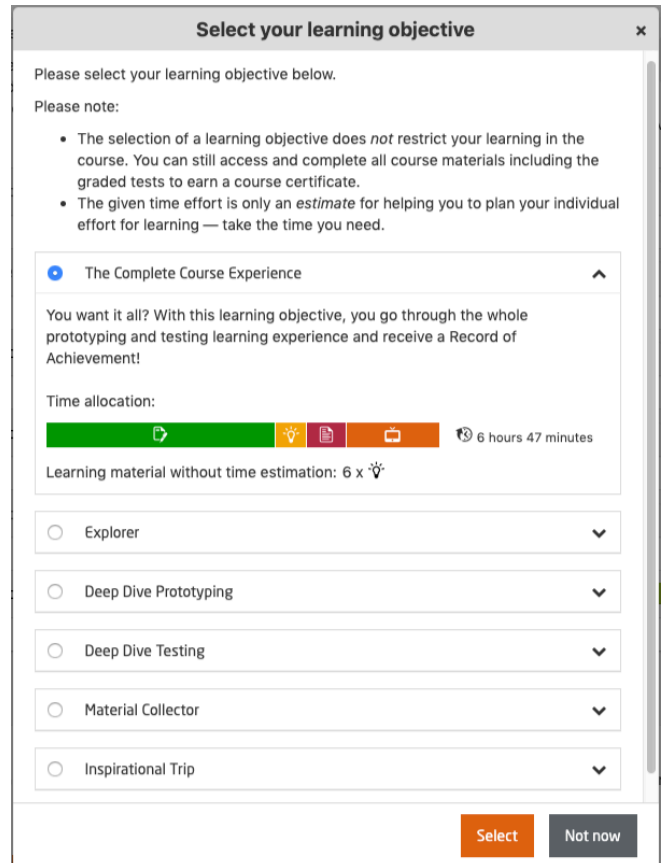 Select your learning objective
×
Please select your learning objective below.
Please note:
• The selection of a learning objective does not restrict your learning in the
course. You can still access and complete all course materials including the
graded tests to earn a course certificate.
• The given time effort is only an estimate for helping you to plan your individual
effort for learning — take the time you need.
The Complete Course Experience
You want it all? With this learning objective, you go through the whole
prototyping and testing learning experience and receive a Record of
Achievement!
Time allocation:
6 hours 47 minutes
Learning material without time estimation: 6 x
Explorer
Deep Dive Prototyping
Deep Dive Testing
Material Collector
Inspirational Trip
Select
Not now